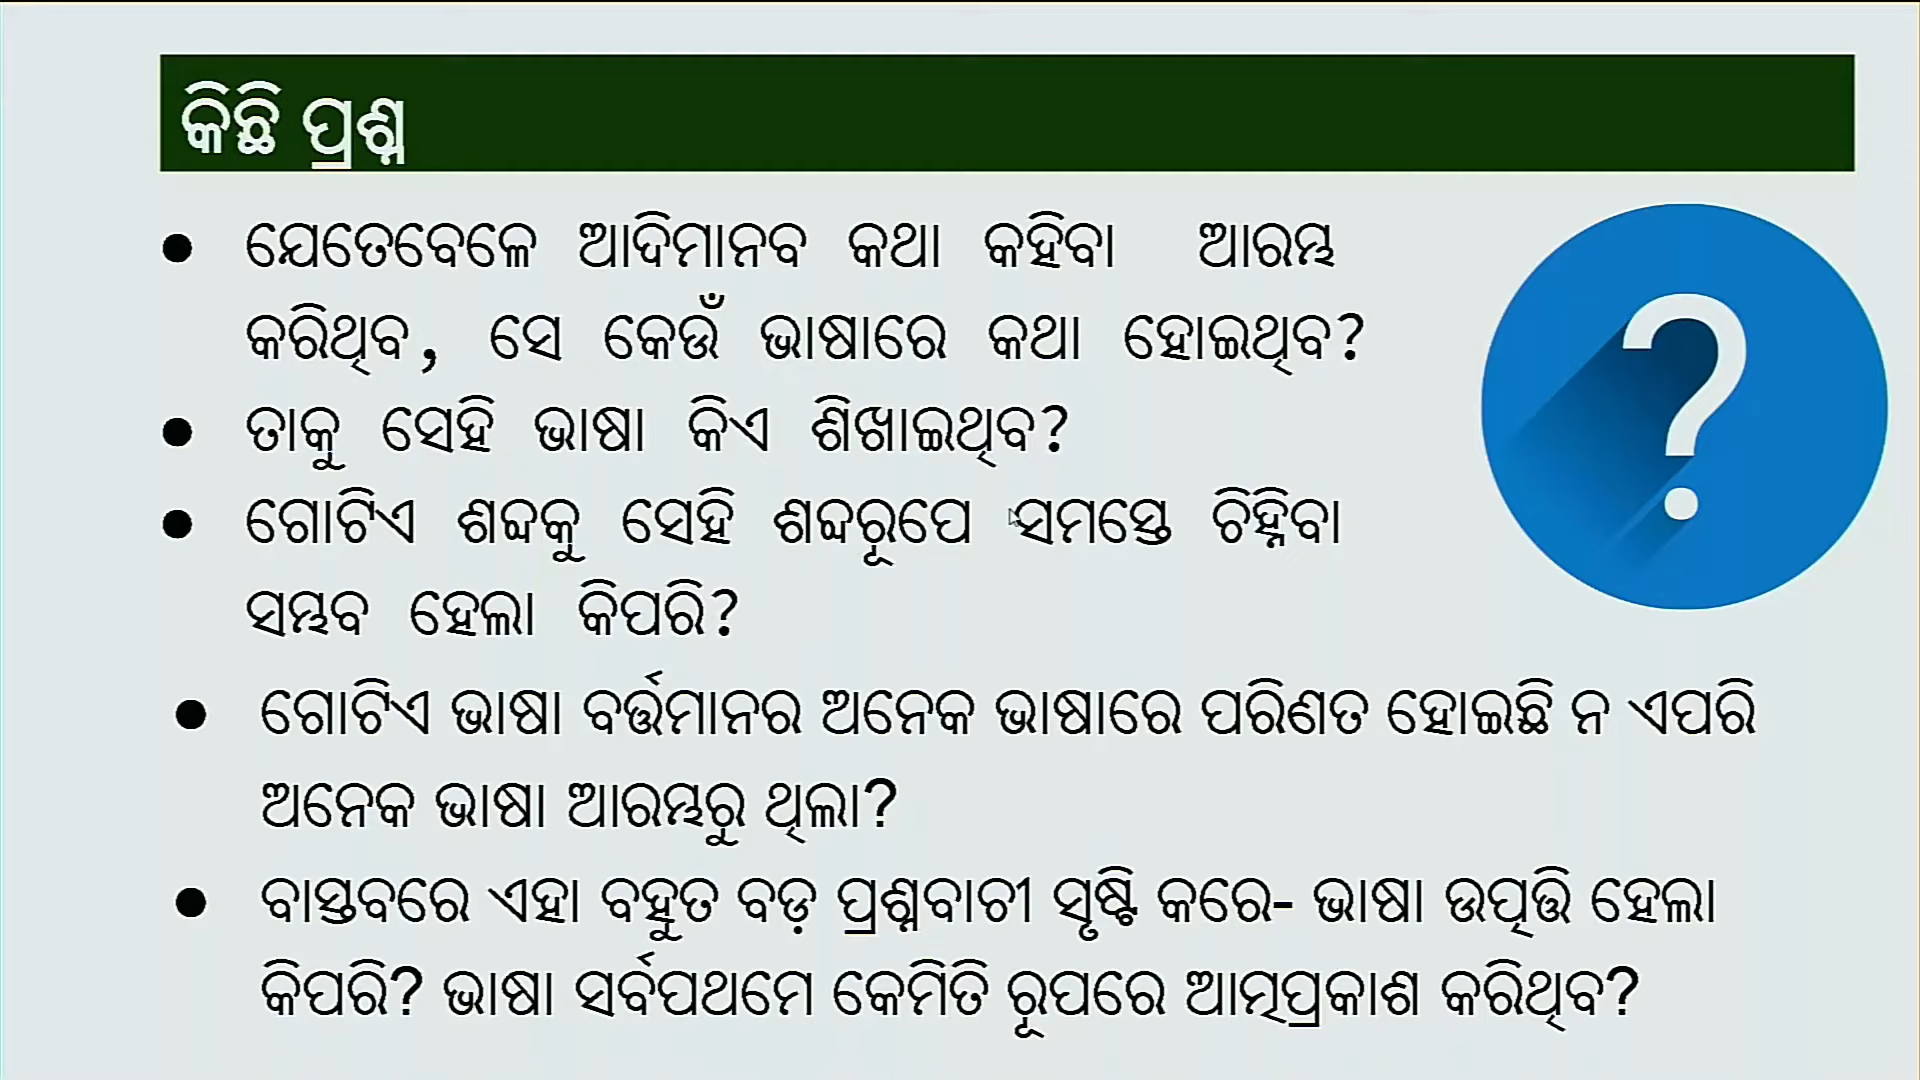 କିଛି ପ୍ରଶ୍ନ
• ଯେତେବେଳେ ଆଦିମାନବ କଥା କହିବା ଆରମ୍ଭ
କରିଥିବ, ସେ କେଉଁ ଭାଷାରେ କଥା ହୋଇଥିବ?
• ତାକୁ ସେହି ଭାଷା କିଏ ଶିଖାଇଥିବ?
• ଗୋଟିଏ ଶବ୍ଦକୁ ସେହି ଶବ୍ଦରୂପେ ସମସ୍ତେ ଚିହ୍ନିବା
ସମ୍ଭବ ହେଲା କିପରି?
• ଗୋଟିଏ ଭାଷା ବର୍ତ୍ତମାନର ଅନେକ ଭାଷାରେ ପରିଣତ ହୋଇଛି ନ ଏପରି
ଅନେକ ଭାଷା ଆରମ୍ଭରୁ ଥିଲା?
• ବାସ୍ତବରେ ଏହା ବହୁତ ବଡ଼ ପ୍ରଶ୍ନବାଚୀ ସୃଷ୍ଟି କରେ- ଭାଷା ଉତ୍ପତ୍ତି ହେଲା
କିପରି? ଭାଷା ସର୍ବପଥମେ କେମିତି ରୂପରେ ଆତ୍ମପ୍ରକାଶ କରିଥିବ?